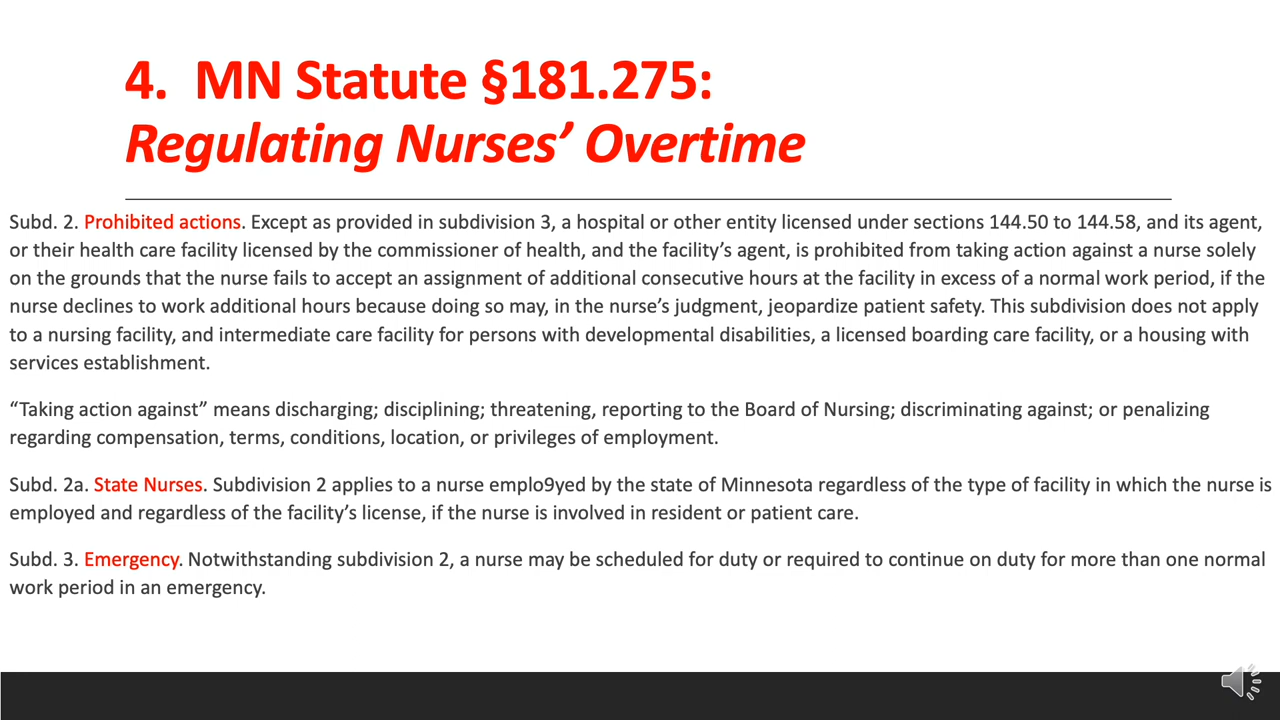 4. MN Statute §181.275:
Regulating Nurses’ Overtime
Subd. 2. Prohibited actions. Except as provided in subdivision 3, a hospital or other entity licensed under sections 144.50 to 144.58, and its agent,
or their health care facility licensed by the commissioner of health, and the facility’s agent, is prohibited from taking action against a nurse solely
on the grounds that the nurse fails to accept an assignment of additional consecutive hours at the facility in excess of a normal work period, if the
nurse declines to work additional hours because doing so may, in the nurse’s judgment, jeopardize patient safety. This subdivision does not apply
to a nursing facility, and intermediate care facility for persons with developmental disabilities, a licensed boarding care facility, or a housing with
services establishment.
“Taking action against” means discharging; disciplining; threatening, reporting to the Board of Nursing; discriminating against; or penalizing
regarding compensation, terms, conditions, location, or privileges of employment.
Subd. 2a. State Nurses. Subdivision 2 applies to a nurse emplo9yed by the state of Minnesota regardless of the type of facility in which the nurse is
employed and regardless of the facility’s license, if the nurse is involved in resident or patient care.
Subd. 3. Emergency. Notwithstanding subdivision 2, a nurse may be scheduled for duty or required to continue on duty for more than one normal
work period in an emergency.